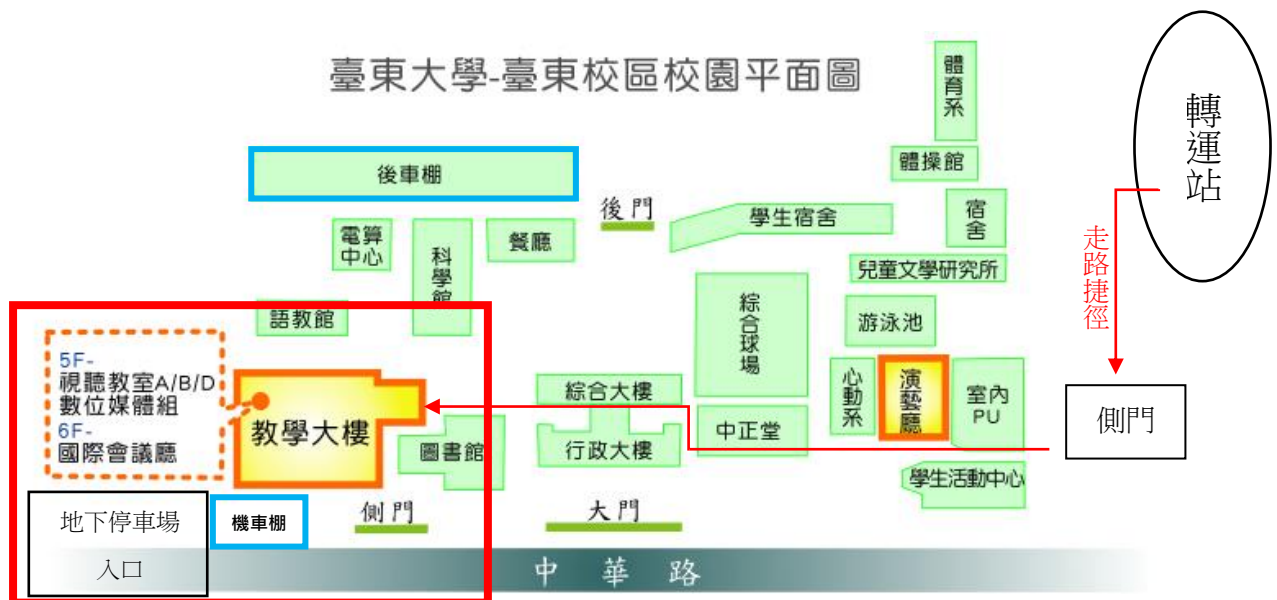 臺東大學-臺東校區校園平面圖
體育系
轉運站
體操館
後車棚
後門
學生宿舍
宿舍
電算
中心
科學館
餐廳
走路捷徑
兒童文學研究所
語教館
綜合球場
游泳池
5F-
視聽教室A/B/D
數位媒體組
6F-
國際會議廳
教學大樓
圖書館
綜合大樓
行政大樓
中正堂
心動系
演藝廳
室內
PU
側門
學生活動中心
地下停車場
入口
機車棚
側門
大門
中華路